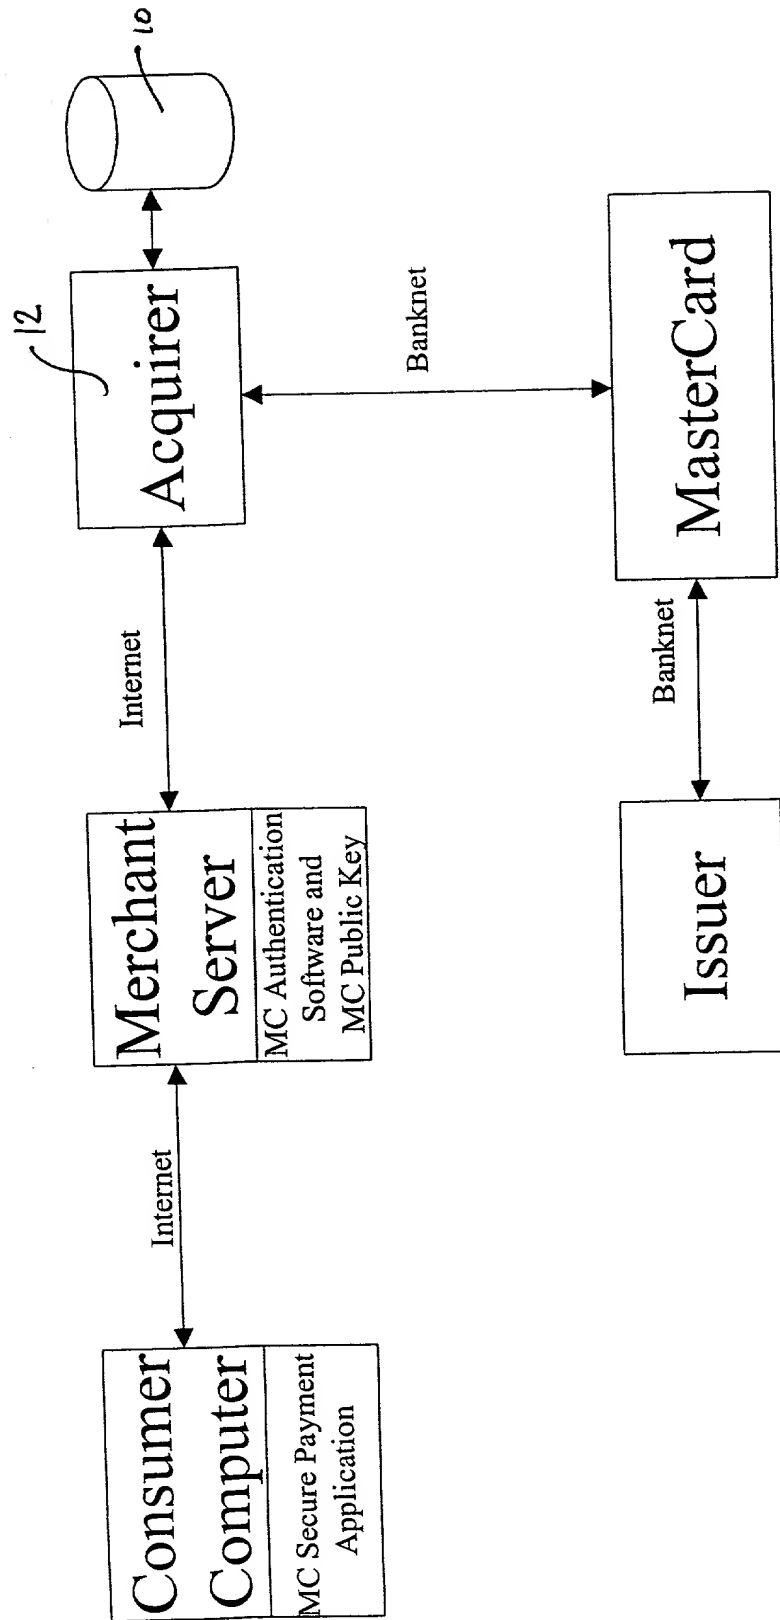 Consumer
Computer
MC Secure Payment
Application
Internet
Merchant
Server
MC Authentication
Software and
MC Public Key
Internet
12
Acquirer
10
Banknet
Issuer
Banknet
MasterCard